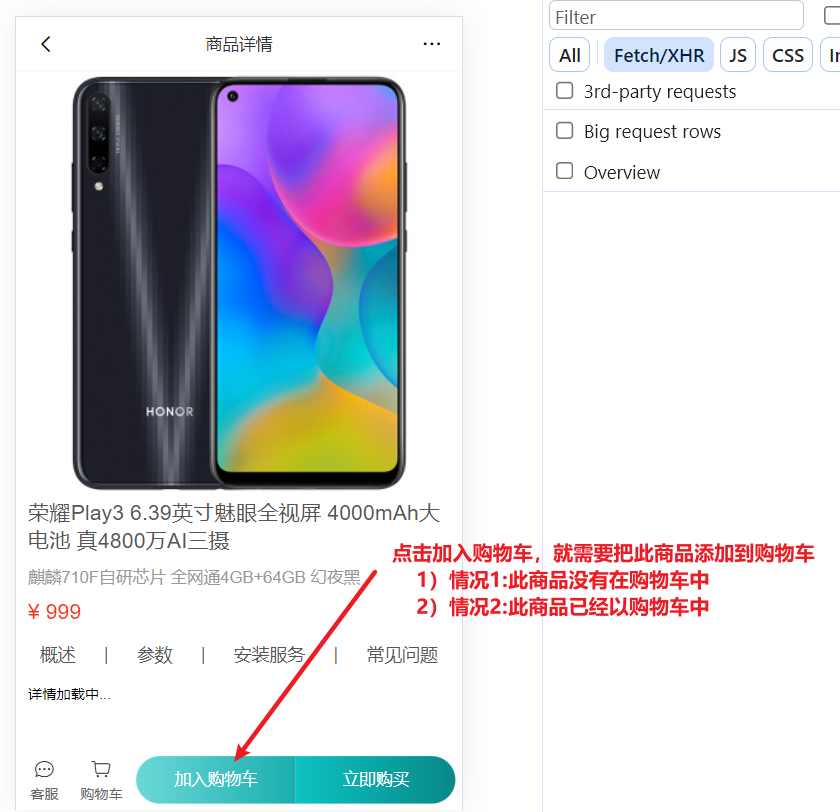 商品详情
HONOR
荣耀Play3 6.39英寸魅眼全视屏 4000mAh大
电池 真4800万AI三摄
麒麟710F自研芯片 全网通4GB+64GB 幻夜黑
¥ 999
概述 | 参数 | 安装服务 | 常见问题
详情加载中...
客服 购物车 加入购物车 立即购买
点击加入购物车，就需要把此商品添加到购物车
1）情况1:此商品没有在购物车中
2）情况2:此商品已经以购物车中
Filter
All Fetch/XHR JS CSS
3rd-party requests
Big request rows
Overview